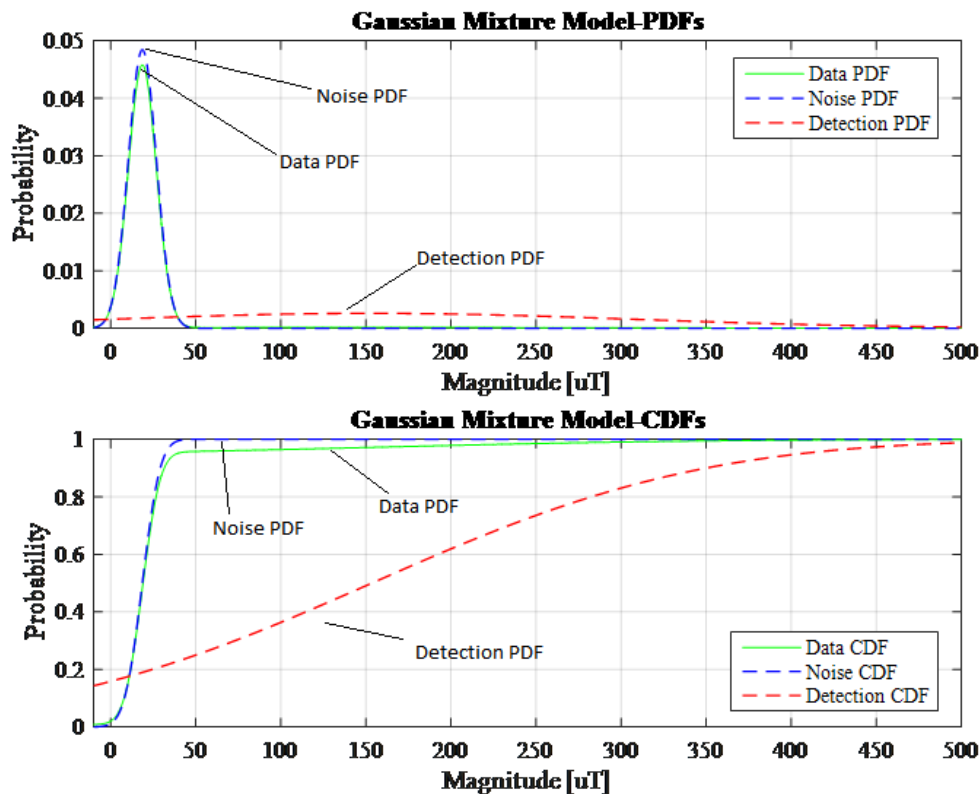 Gaussian Mixture Model-PDFs
0.05
0.04
0.03
0.02
0.01
0
Probability
Noise PDF
Data PDF
Detection PDF
Data PDF
Noise PDF
Detection PDF
0 50 100 150 200 250 300 350 400 450 500
Magnitude [uT]
Gaussian Mixture Model-CDFs
1
0.8
0.6
0.4
0.2
0
Probability
Noise PDF
Data PDF
Detection PDF
Data CDF
Noise CDF
Detection CDF
0 50 100 150 200 250 300 350 400 450 500
Magnitude [uT]